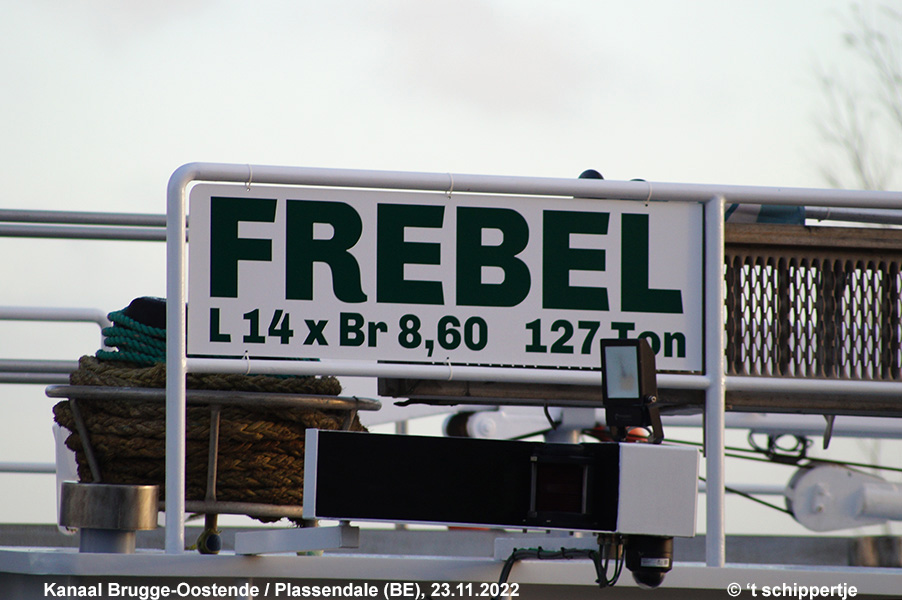 FREBEL
L 14 x Br 8,60 127 Ton
Kanaal Brugge-Oostende / Plassendale (BE), 23.11.2022
© 't schippertje